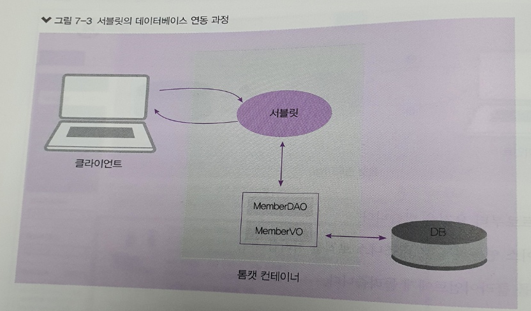 그림 7-3 서블릿의 데이터베이스 연동 과정
서블릿
클라이언트
MemberDAO
MemberVO
DB
톰캣 컨테이너